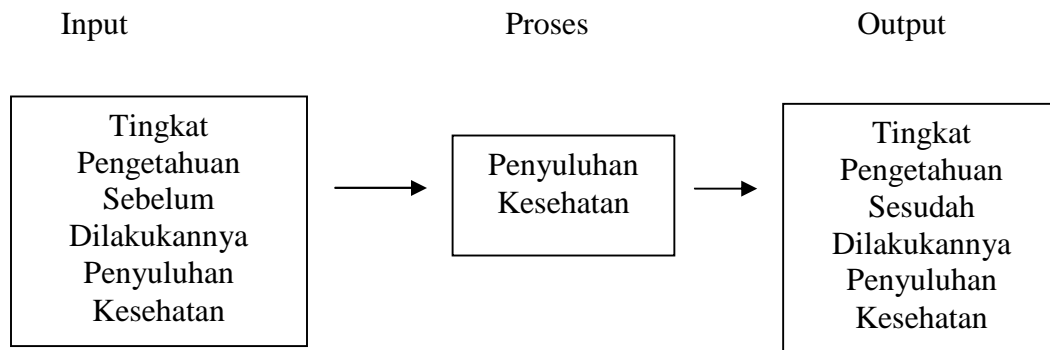 Input
Proses
Output
Tingkat
Pengetahuan
Sebelum
Dilakukannya
Penyuluhan
Kesehatan
Penyuluhan
Kesehatan
Tingkat
Pengetahuan
Sesudah
Dilakukannya
Penyuluhan
Kesehatan